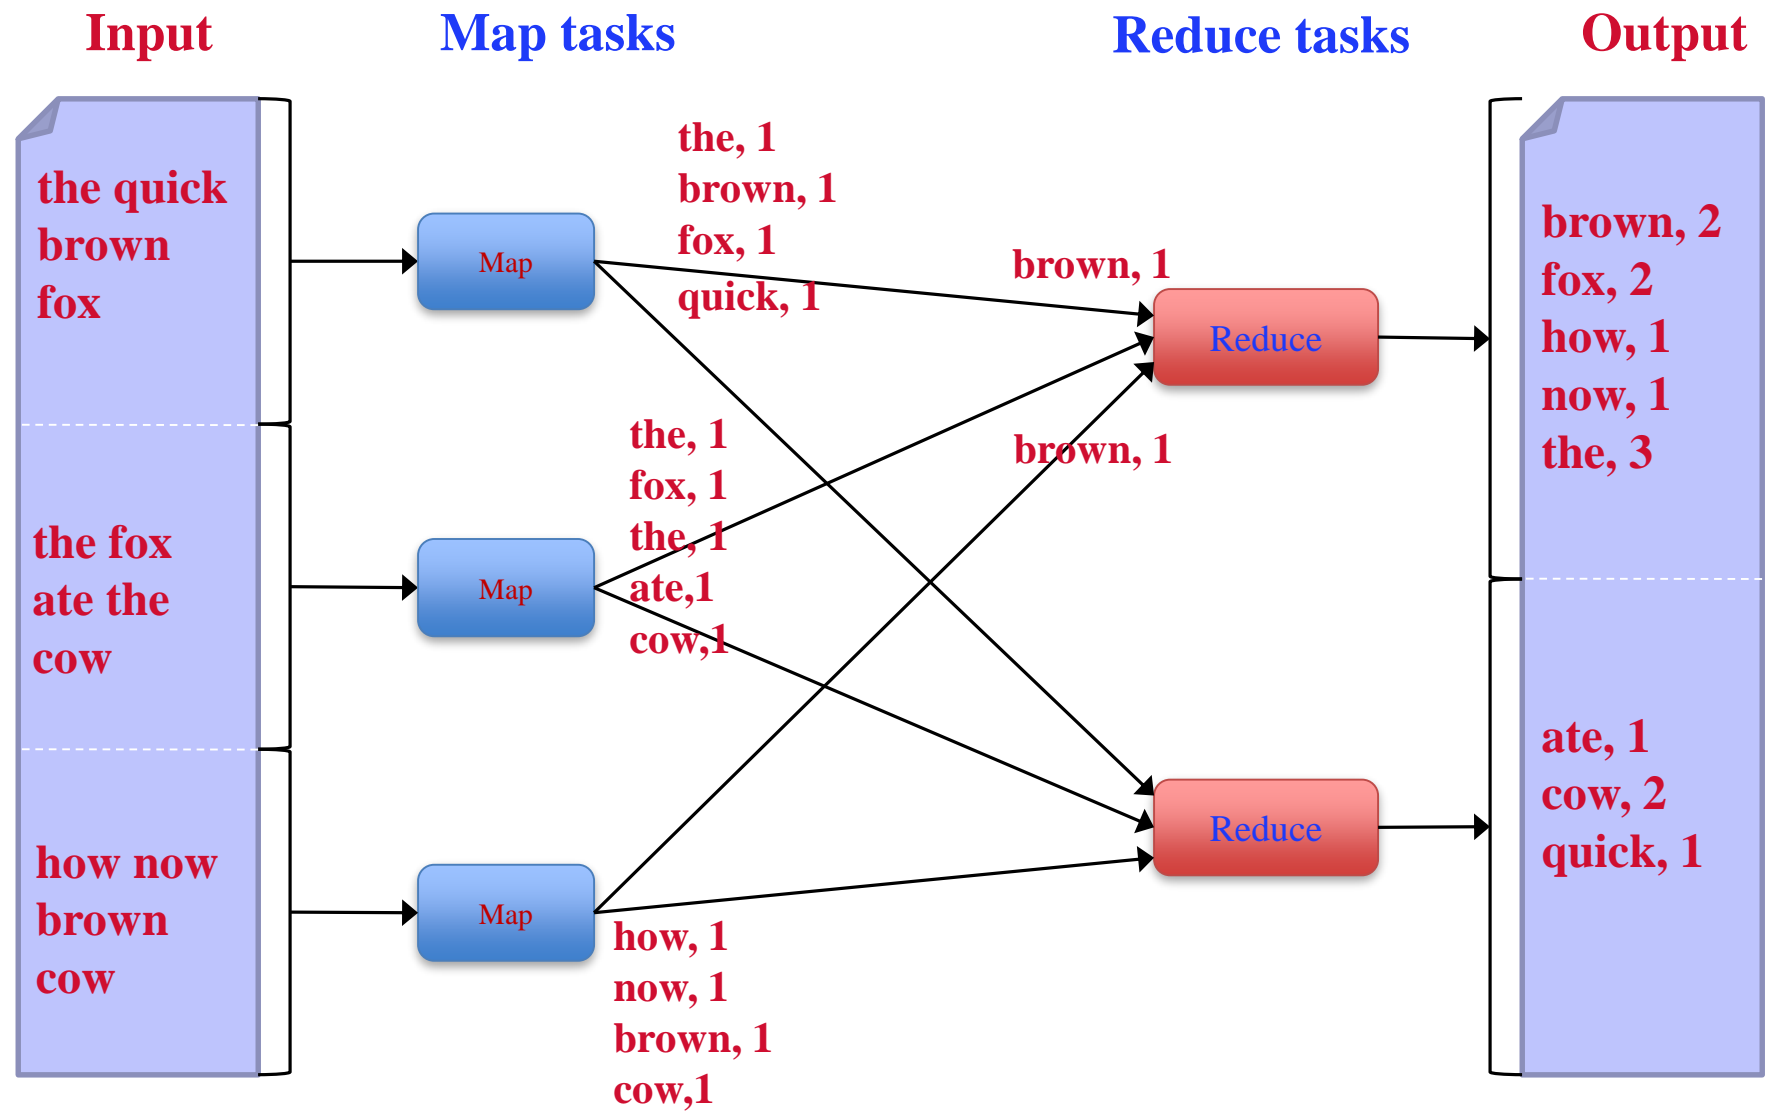 Input
Map tasks
Reduce tasks
Output
the quick
brown
fox
the fox
ate the
cow
how now
brown
cow
Map
Map
Map
the, 1
brown, 1
fox, 1
quick, 1
the, 1
fox, 1
the, 1
ate,1
cow,1
how, 1
now, 1
brown, 1
cow,1
brown, 1
brown, 1
Reduce
Reduce
brown, 2
fox, 2
how, 1
now, 1
the, 3
ate, 1
cow, 2
quick, 1